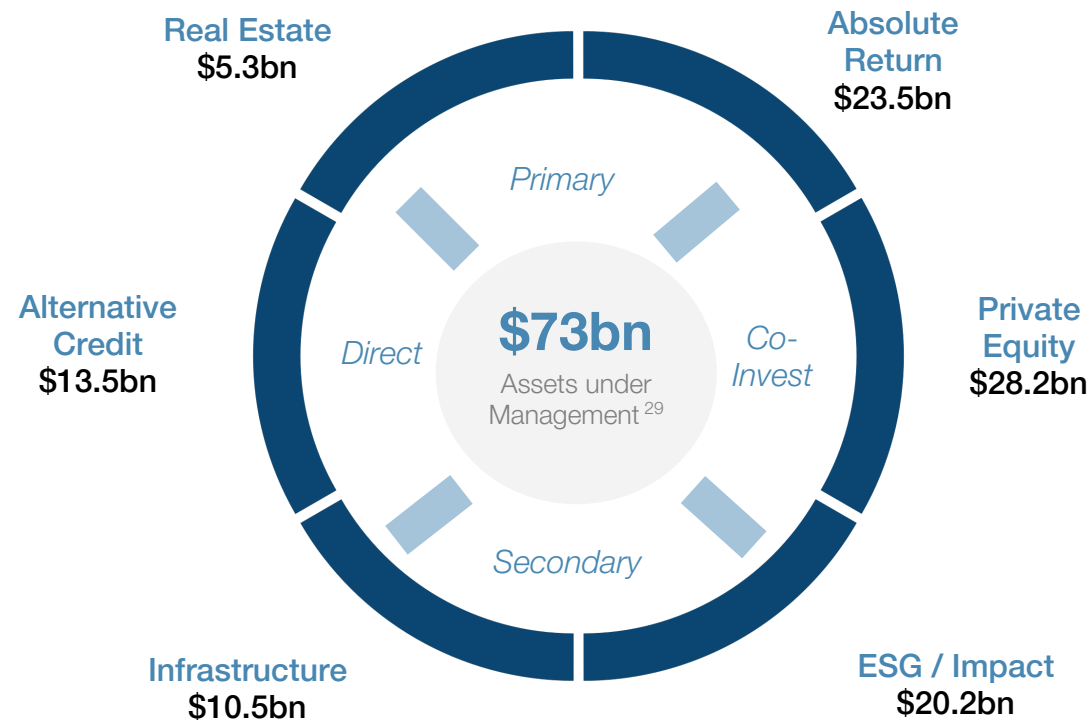 Real Estate
$5.3bn
Absolute
Return
$23.5bn
Primary
Alternative
Credit
$13.5bn
Direct
$73bn
Assets under
Management 29
Co-
Invest
Private
Equity
$28.2bn
Secondary
Infrastructure
$10.5bn
ESG / Impact
$20.2bn